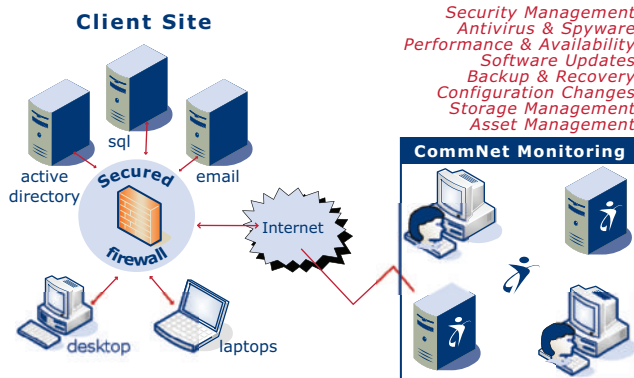 Client Site
sql
active
directory
email
Secured
firewall
desktop
laptops
Internet
Security Management
Antivirus & Spyware
Performance & Availability
Software Updates
Backup & Recovery
Configuration Changes
Storage Management
Asset Management
CommNet Monitoring